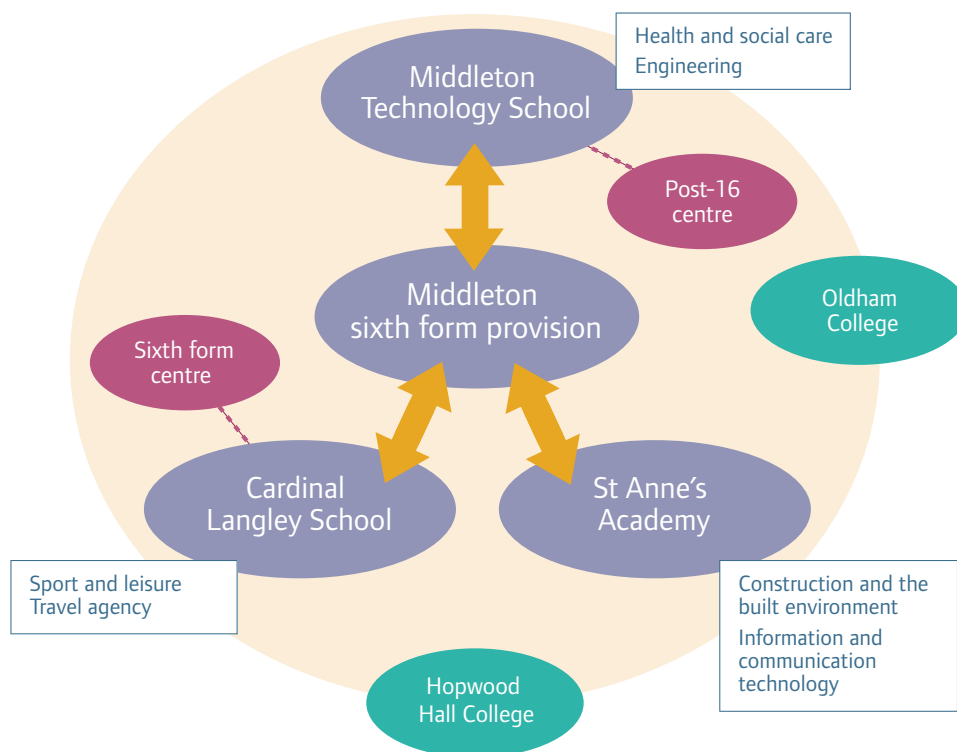 Health and social care
Engineering
Middleton
Technology School
Post-16
centre
Middleton
sixth form provision
Oldham
College
Sixth form
centre
Cardinal
Langley School
St Anne’s
Academy
Sport and leisure
Travel agency
Construction and the
built environment
Information and
communication
technology
Hopwood
Hall College